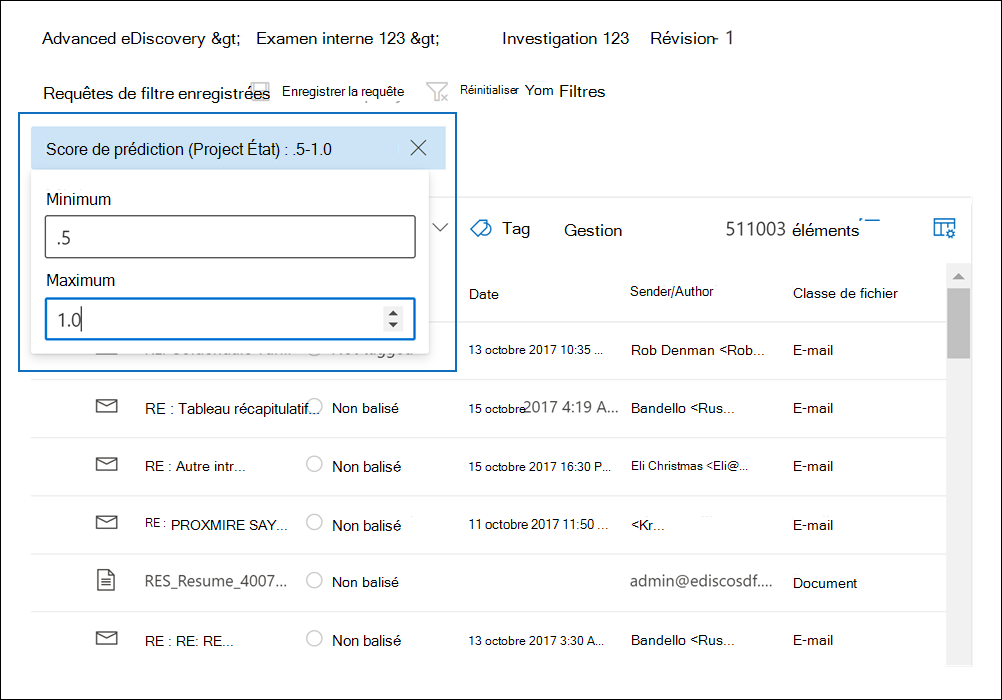 Advanced eDiscovery &gt; Examen interne 123 &gt; Investigation 123 Révision- 1
Requêtes de filtre enregistrées Enregistrer la requête Réinitialiser Yom Filtres
Score de prédiction (Project État) : .5-1.0
Minimum
.5
Tag Gestion 511003 éléments
Maximum
Date Sender/Author Classe de fichier
1.0
13 octobre 2017 10:35 ... Rob Denman <Rob... E-mail
RE : Tableau récapitulatif... Non balisé 15 octobre 2017 4:19 A... Bandello <Rus... E-mail
RE : Autre intr... Non balisé 15 octobre 2017 16:30 P... Eli Christmas <Eli@... E-mail
RE : PROXMIRE SAY... Non balisé 11 octobre 2017 11:50 ... <Kr... E-mail
RES_Resume_4007... Non balisé admin@ediscosdf.... Document
RE : RE: RE... Non balisé 13 octobre 2017 3:30 A... Bandello <Rus... E-mail